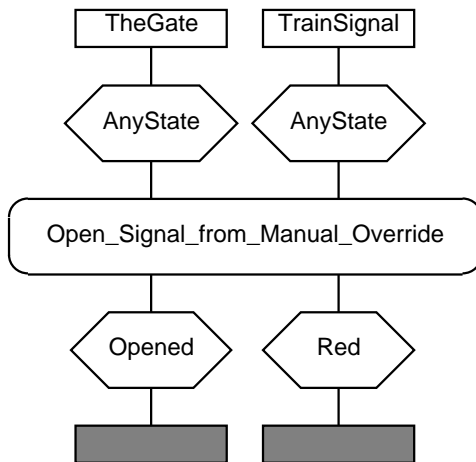 TheGate
TrainSignal
AnyState
AnyState
Open_Signal_from_Manual_Override
Opened
Red